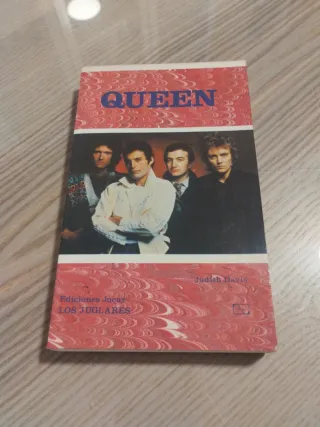 QUEEN
Judith Davis
Ediciones Júcar
LOS JUGLARES